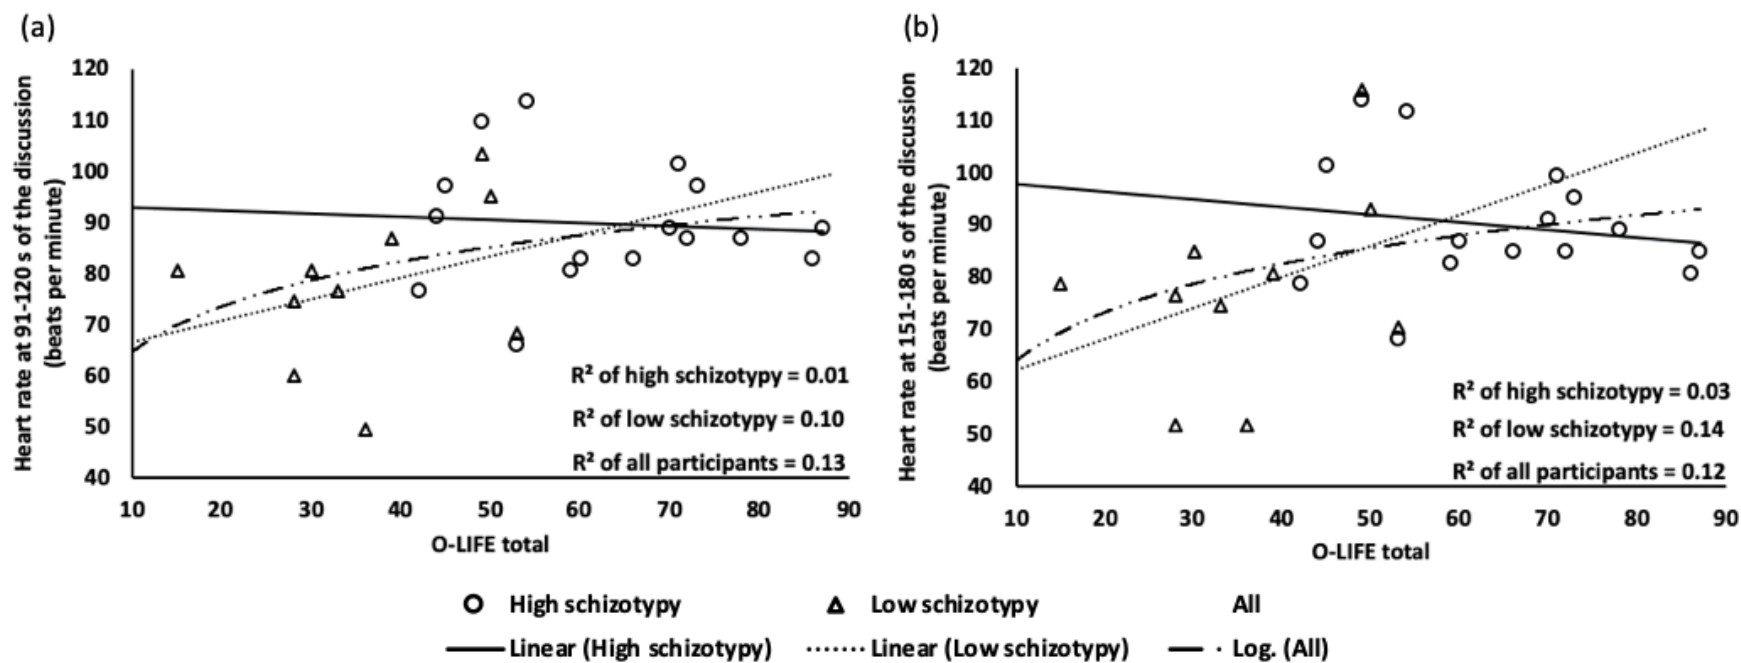 (a)
Heart rate at 91-120 s of the discussion
(beats per minute)
120
110
100
90
80
70
60
50
40
10 20 30 40 50 60 70 80 90
O-LIFE total
R² of high schizotypy = 0.01
R² of low schizotypy = 0.10
R² of all participants = 0.13
(b)
Heart rate at 151-180 s of the discussion
(beats per minute)
120
110
100
90
80
70
60
50
40
10 20 30 40 50 60 70 80 90
O-LIFE total
R² of high schizotypy = 0.03
R² of low schizotypy = 0.14
R² of all participants = 0.12
High schizotypy Low schizotypy All
Linear (High schizotypy) Linear (Low schizotypy) Log. (All)